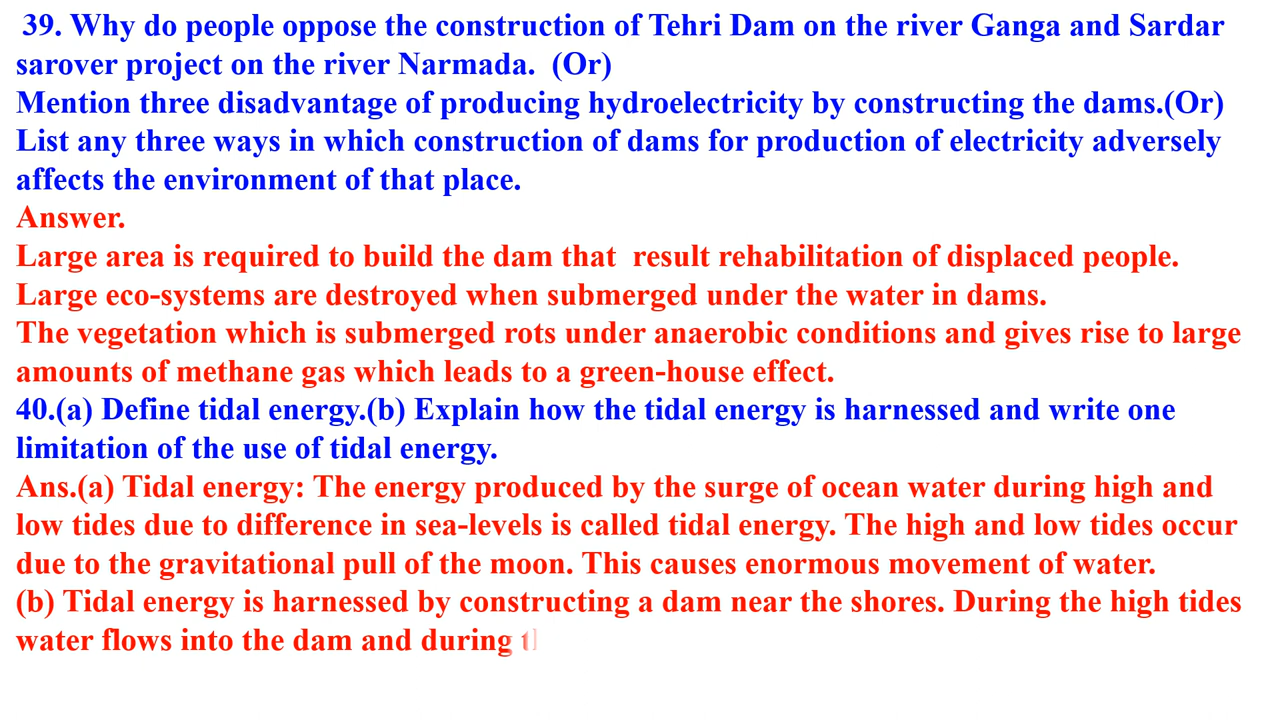 39. Why do people oppose the construction of Tehri Dam on the river Ganga and Sardar
sarover project on the river Narmada. (Or)
Mention three disadvantage of producing hydroelectricity by constructing the dams.(Or)
List any three ways in which construction of dams for production of electricity adversely
affects the environment of that place.
Answer.
Large area is required to build the dam that result rehabilitation of displaced people.
Large eco-systems are destroyed when submerged under the water in dams.
The vegetation which is submerged rots under anaerobic conditions and gives rise to large
amounts of methane gas which leads to a green-house effect.
40.(a) Define tidal energy.(b) Explain how the tidal energy is harnessed and write one
limitation of the use of tidal energy.
Ans.(a) Tidal energy: The energy produced by the surge of ocean water during high and
low tides due to difference in sea-levels is called tidal energy. The high and low tides occur
due to the gravitational pull of the moon. This causes enormous movement of water.
(b) Tidal energy is harnessed by constructing a dam near the shores. During the high tides
water flows into the dam and during